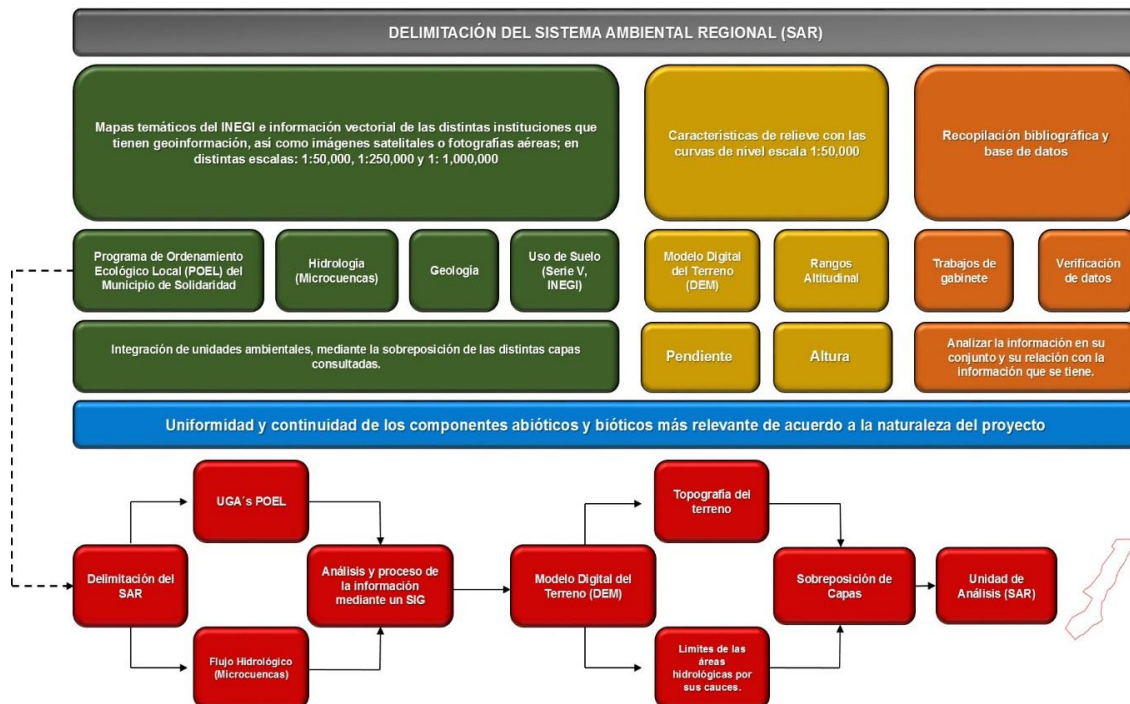 DELIMITACIÓN DEL SISTEMA AMBIENTAL REGIONAL (SAR)
Mapas temáticos del INEGI e información vectorial de las distintas instituciones que
tienen geoinformación, así como imágenes satelitales o fotografías aéreas; en
distintas escalas: 1:50,000, 1:250,000 y 1: 1,000,000
Características de relieve con las
curvas de nivel escala 1:50,000
Recopilación bibliográfica y
base de datos
Programa de Ordenamiento
Ecológico Local (POEL) del
Municipio de Solidaridad
Hidrología
(Microcuencas)
Geología
Uso de Suelo
(Serie V,
INEGI)
Modelo Digital
del Terreno
(DEM)
Rangos
Altitudinal
Trabajos de
gabinete
Verificación
de datos
Integración de unidades ambientales, mediante la sobreposición de las distintas capas
consultadas.
Pendiente
Altura
Analizar la información en su
conjunto y su relación con la
información que se tiene.
Uniformidad y continuidad de los componentes abióticos y bióticos más relevante de acuerdo a la naturaleza del proyecto
UGA´s POEL
Topografía del
terreno
Delimitación del
SAR
Análisis y proceso de
la información
mediante un SIG
Modelo Digital del
Terreno (DEM)
Sobreposición de
Capas
Unidad de
Análisis (SAR)
Flujo Hidrológico
(Microcuencas)
Limites de las
áreas
hidrológicas por
sus cauces.